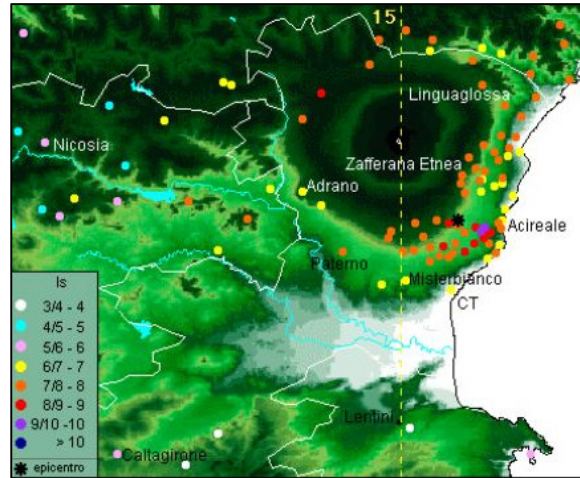 15
Linguaglossa
Nicosia
Zafferana Etnea
Adrano
Acireale
Paterno
Misterbianco
CT
Lentini
Caltagirone
Is
3/4 - 4
4/5 - 5
5/6 - 6
6/7 - 7
7/8 - 8
8/9 - 9
9/10 -10
> 10
epicentro